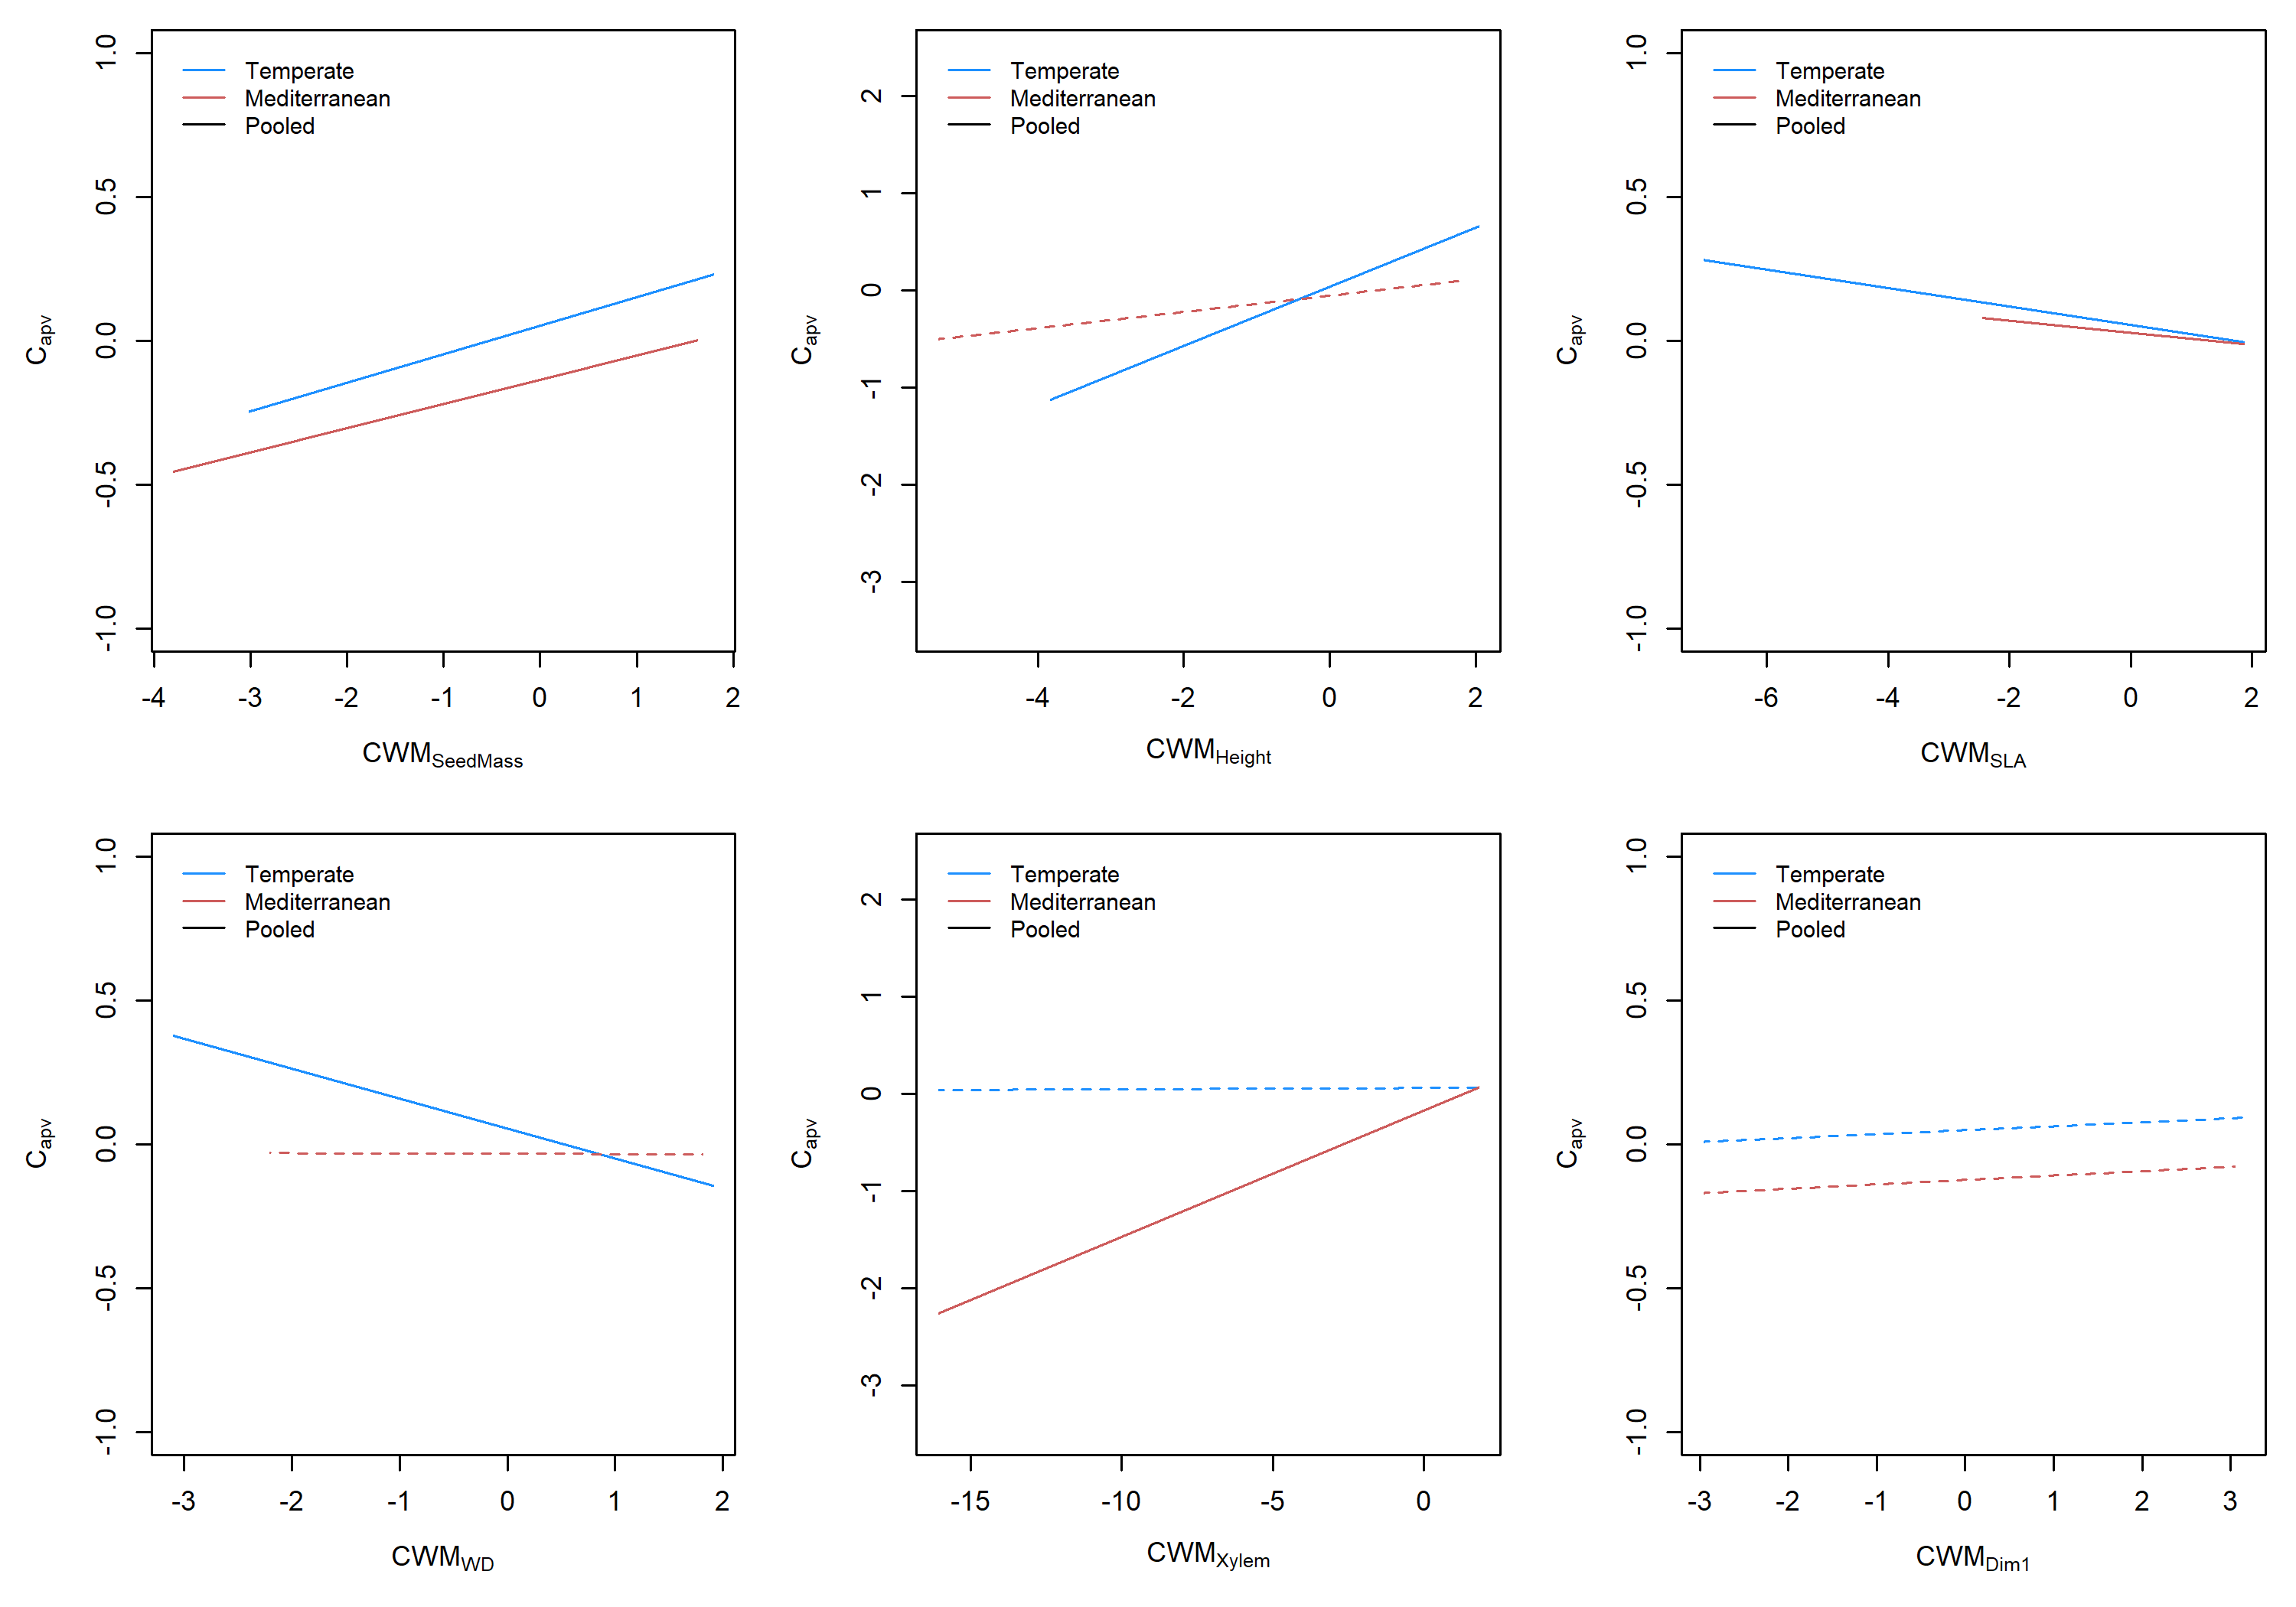 Temperate
Mediterranean
Pooled
1.0
0.5
0.0
-0.5
-1.0
Capv
-4 -3 -2 -1 0 1 2
CWMSeedMass
Temperate
Mediterranean
Pooled
2
1
0
-1
-2
-3
Capv
-4 -2 0 2
CWMHeight
Temperate
Mediterranean
Pooled
1.0
0.5
0.0
-0.5
-1.0
Capv
-6 -4 -2 0 2
CWMSLA
Temperate
Mediterranean
Pooled
1.0
0.5
0.0
-0.5
-1.0
Capv
-3 -2 -1 0 1 2
CWMWD
Temperate
Mediterranean
Pooled
2
1
0
-1
-2
-3
Capv
-15 -10 -5 0
CWMXylem
Temperate
Mediterranean
Pooled
1.0
0.5
0.0
-0.5
-1.0
Capv
-3 -2 -1 0 1 2 3
CWMDim1